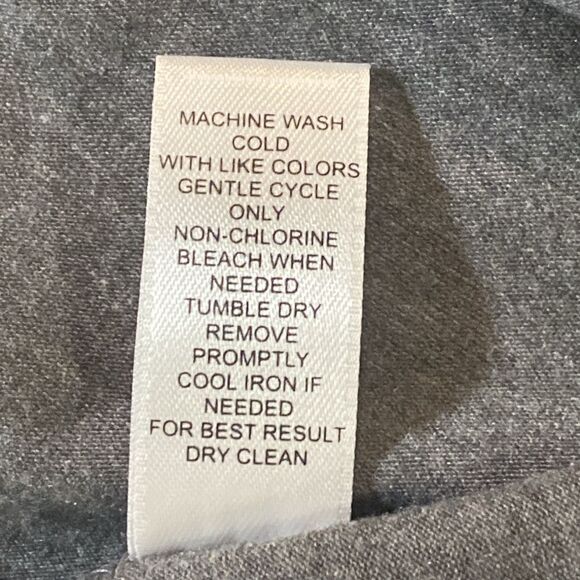 MACHINE WASH
COLD
WITH LIKE COLORS
GENTLE CYCLE
ONLY
NON-CHLORINE
BLEACH WHEN
NEEDED
TUMBLE DRY
REMOVE
PROMPTLY
COOL IRON IF
NEEDED
FOR BEST RESULT
DRY CLEAN